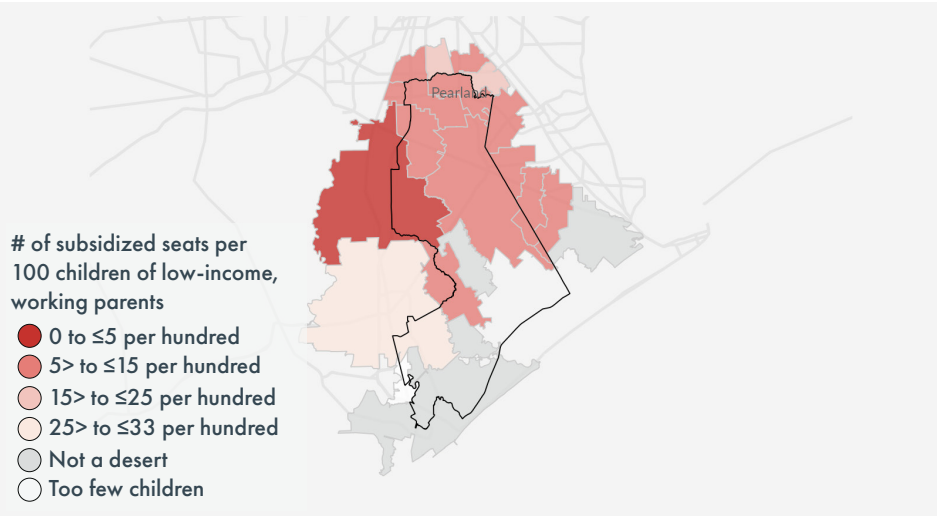 Pearland
# of subsidized seats per
100 children of low-income,
working parents
0 to ≤5 per hundred
5> to ≤15 per hundred
15> to ≤25 per hundred
25> to ≤33 per hundred
Not a desert
Too few children